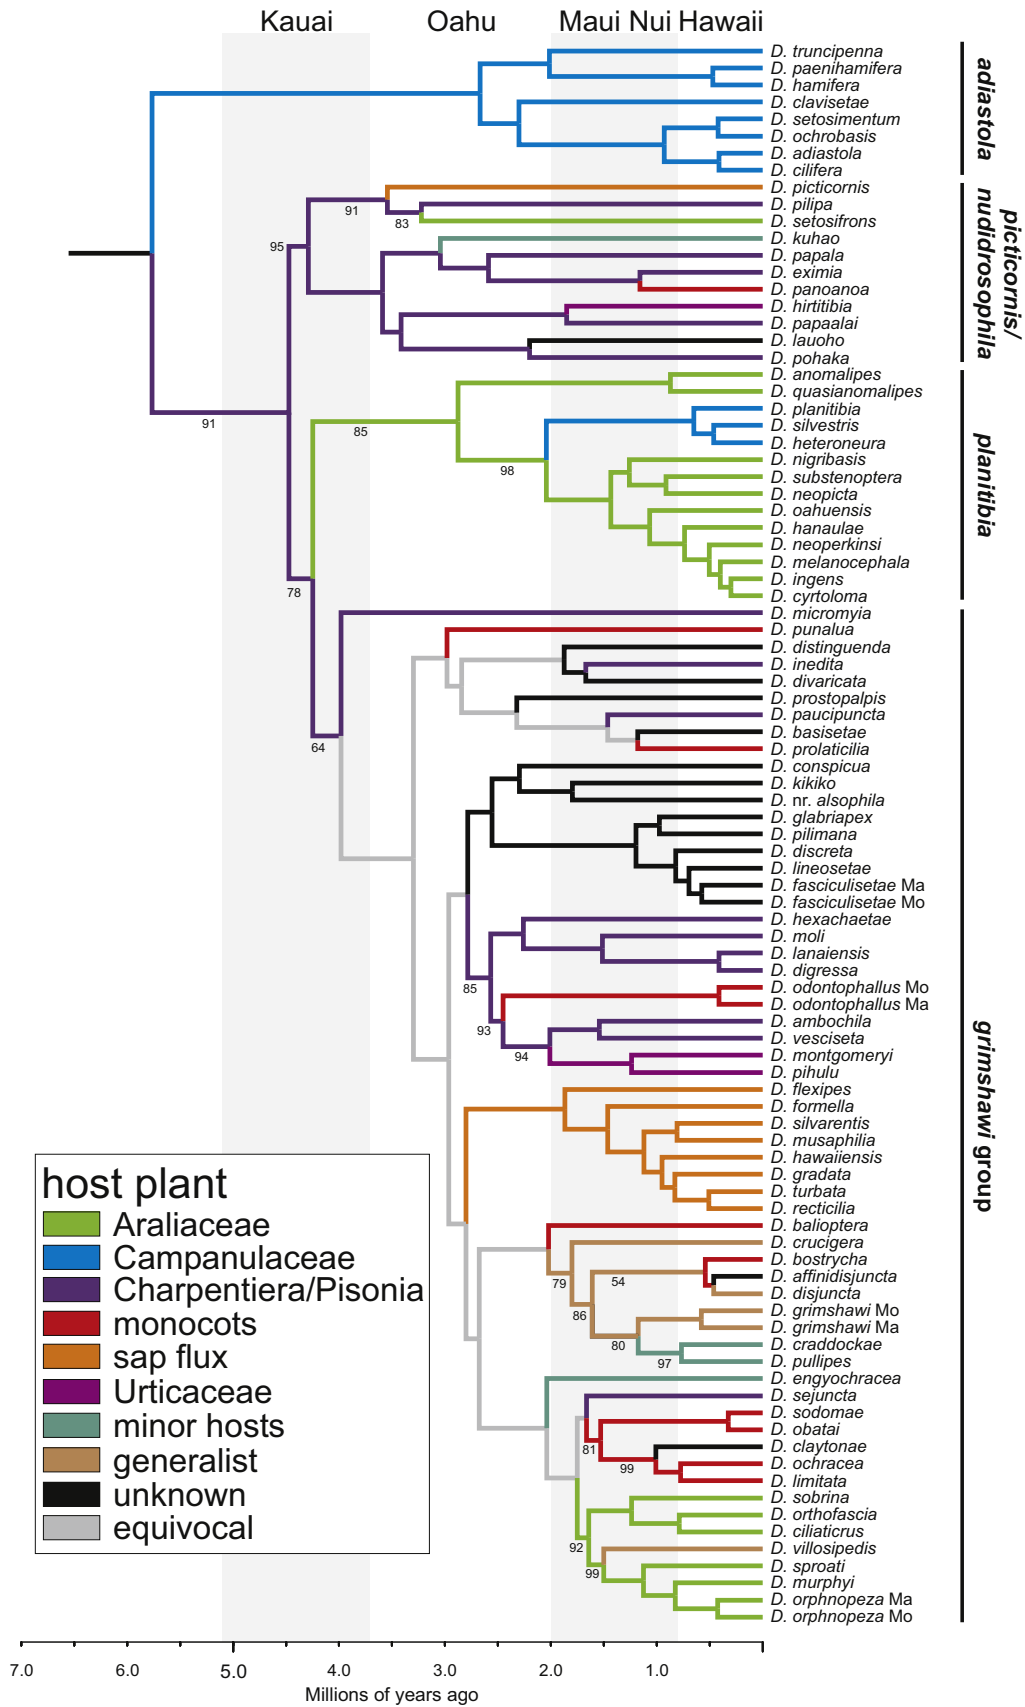 Kauai Oahu Maui Nui Hawaii
D. truncipenna
D. paenihamifera
D. hamifera
D. clavisetae
D. setosimentum
D. ochrobasis
D. adiastola
D. cilifera
adiastola
D. picticornis
91
D. pilipa
83
D. setosifrons
95
D. kuhao
D. papala
D. eximia
D. panoanoa
D. hirtitibia
D. papaalai
D. lauoho
D. pohaka
picticornis/
nudidrosophila
91
D. anomalipes
D. quasianomalipes
85
D. planitibia
D. silvestris
D. heteroneura
98
D. nigribasis
D. substenoptera
D. neopicta
D. oahuensis
D. hanaulae
D. neoperkinsi
D. melanocephala
D. ingens
D. cyrtoloma
planitibia
78
D. micromyia
D. punalua
D. distinguenda
D. inedita
D. divaricata
D. prostopalpis
D. paucipuncta
D. basisetae
D. prolaticilia
64
D. conspicua
D. kikiko
D. nr. alsophila
D. glabriapex
D. pilimana
D. discreta
D. lineosetae
D. fasciculisetae Ma
D. fasciculisetae Mo
D. hexachaetae
D. moli
D. lanaiensis
D. digressa
85
D. odontophallus Mo
D. odontophallus Ma
93
D. ambochila
D. vesciseta
94
D. montgomeryi
D. pihulu
D. flexipes
D. formella
D. silvarentis
D. musaphilia
D. hawaiiensis
D. gradata
D. turbata
D. recticilia
D. balioptera
D. crucigera
79
D. bostrycha
54
D. affinidisjuncta
D. disjuncta
86
D. grimshawi Mo
D. grimshawi Ma
80
D. craddockae
97
D. pullipes
D. engyochracea
D. sejuncta
D. sodomae
D. obatai
81
D. claytonae
99
D. ochracea
D. limitata
D. sobrina
D. orthofascia
D. ciliaticrus
92
D. villosipedis
99
D. sproati
D. murphyi
D. orphnopeza Ma
D. orphnopeza Mo
grimshawi group
host plant
Araliaceae
Campanulaceae
Charpentiera/Pisonia
monocots
sap flux
Urticaceae
minor hosts
generalist
unknown
equivocal
7.0 6.0 5.0 4.0 3.0 2.0 1.0
Millions of years ago